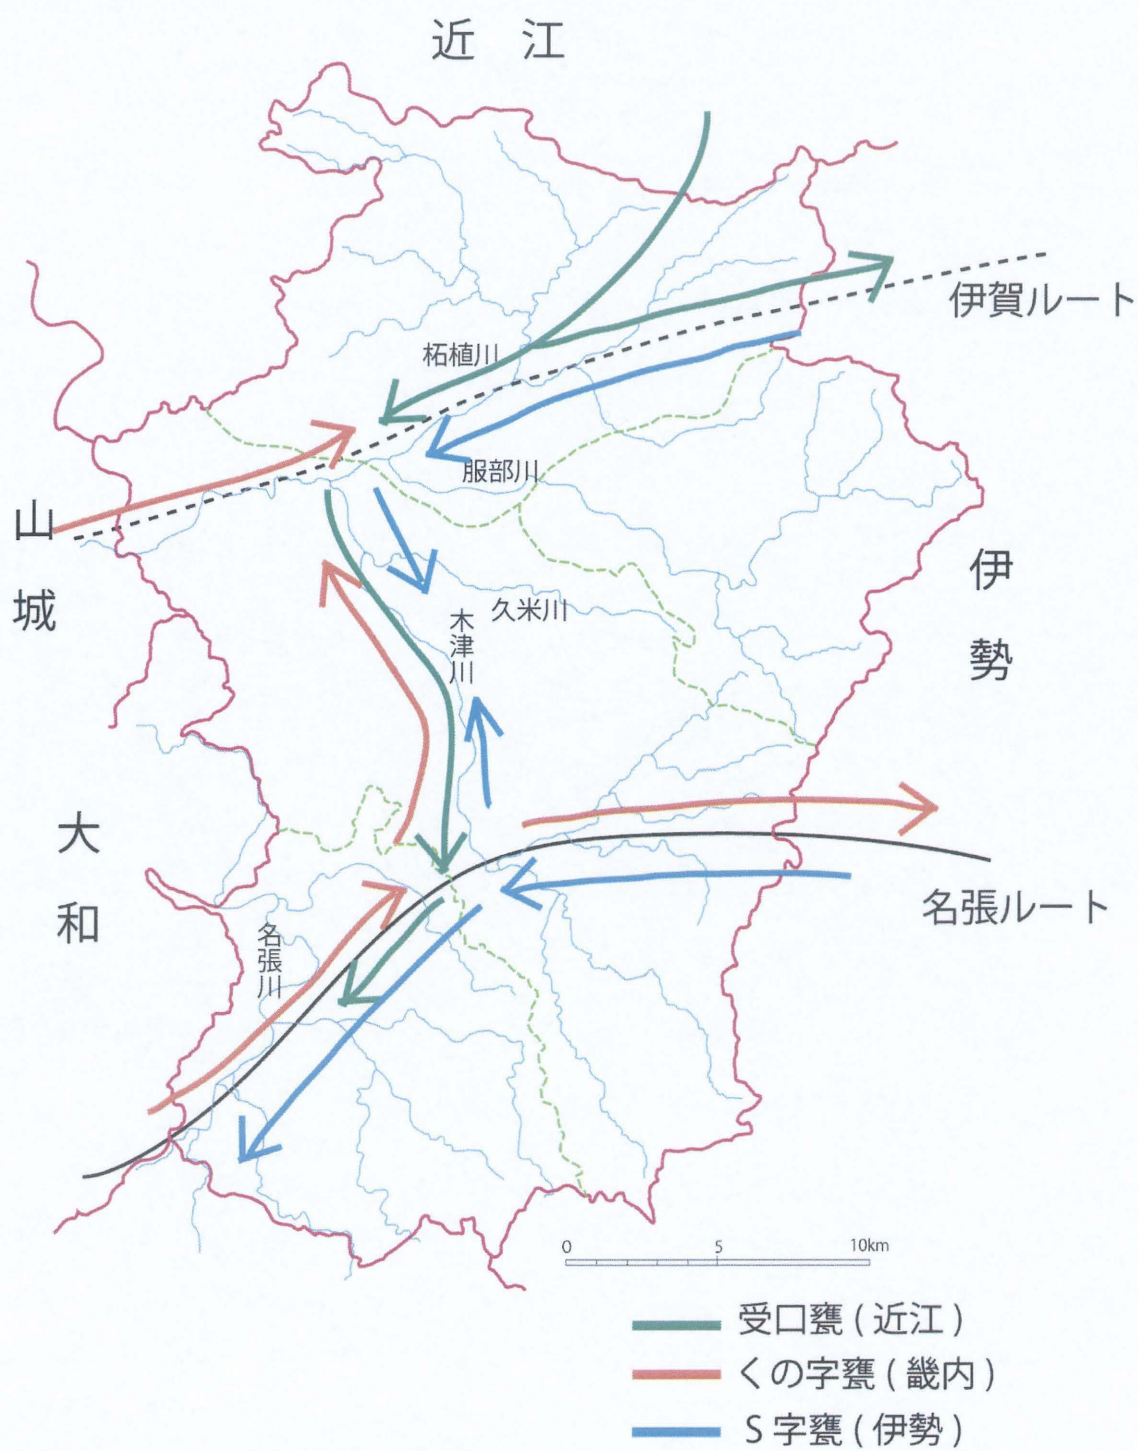 近 江
伊賀ルート
柘植川
服部川
山城
久米川
木津川
伊勢
大和
名張ルート
名張川
0 5 10km
受口甕(近江)
くの字甕(畿内)
S字甕(伊勢)